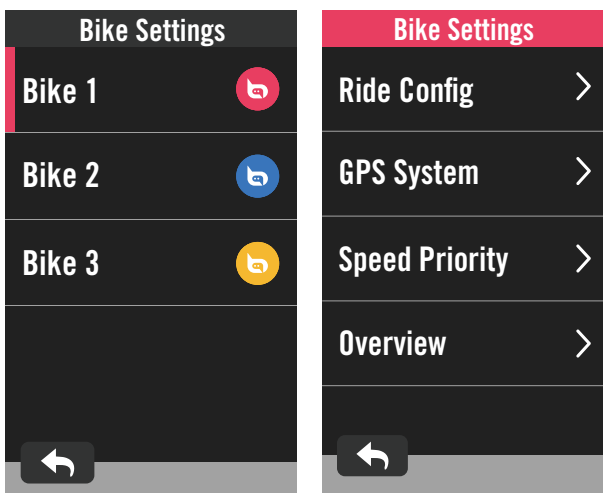 Bike Settings
Bike 1
Bike 2
Bike 3
Bike Settings
Ride Config
GPS System
Speed Priority
Overview